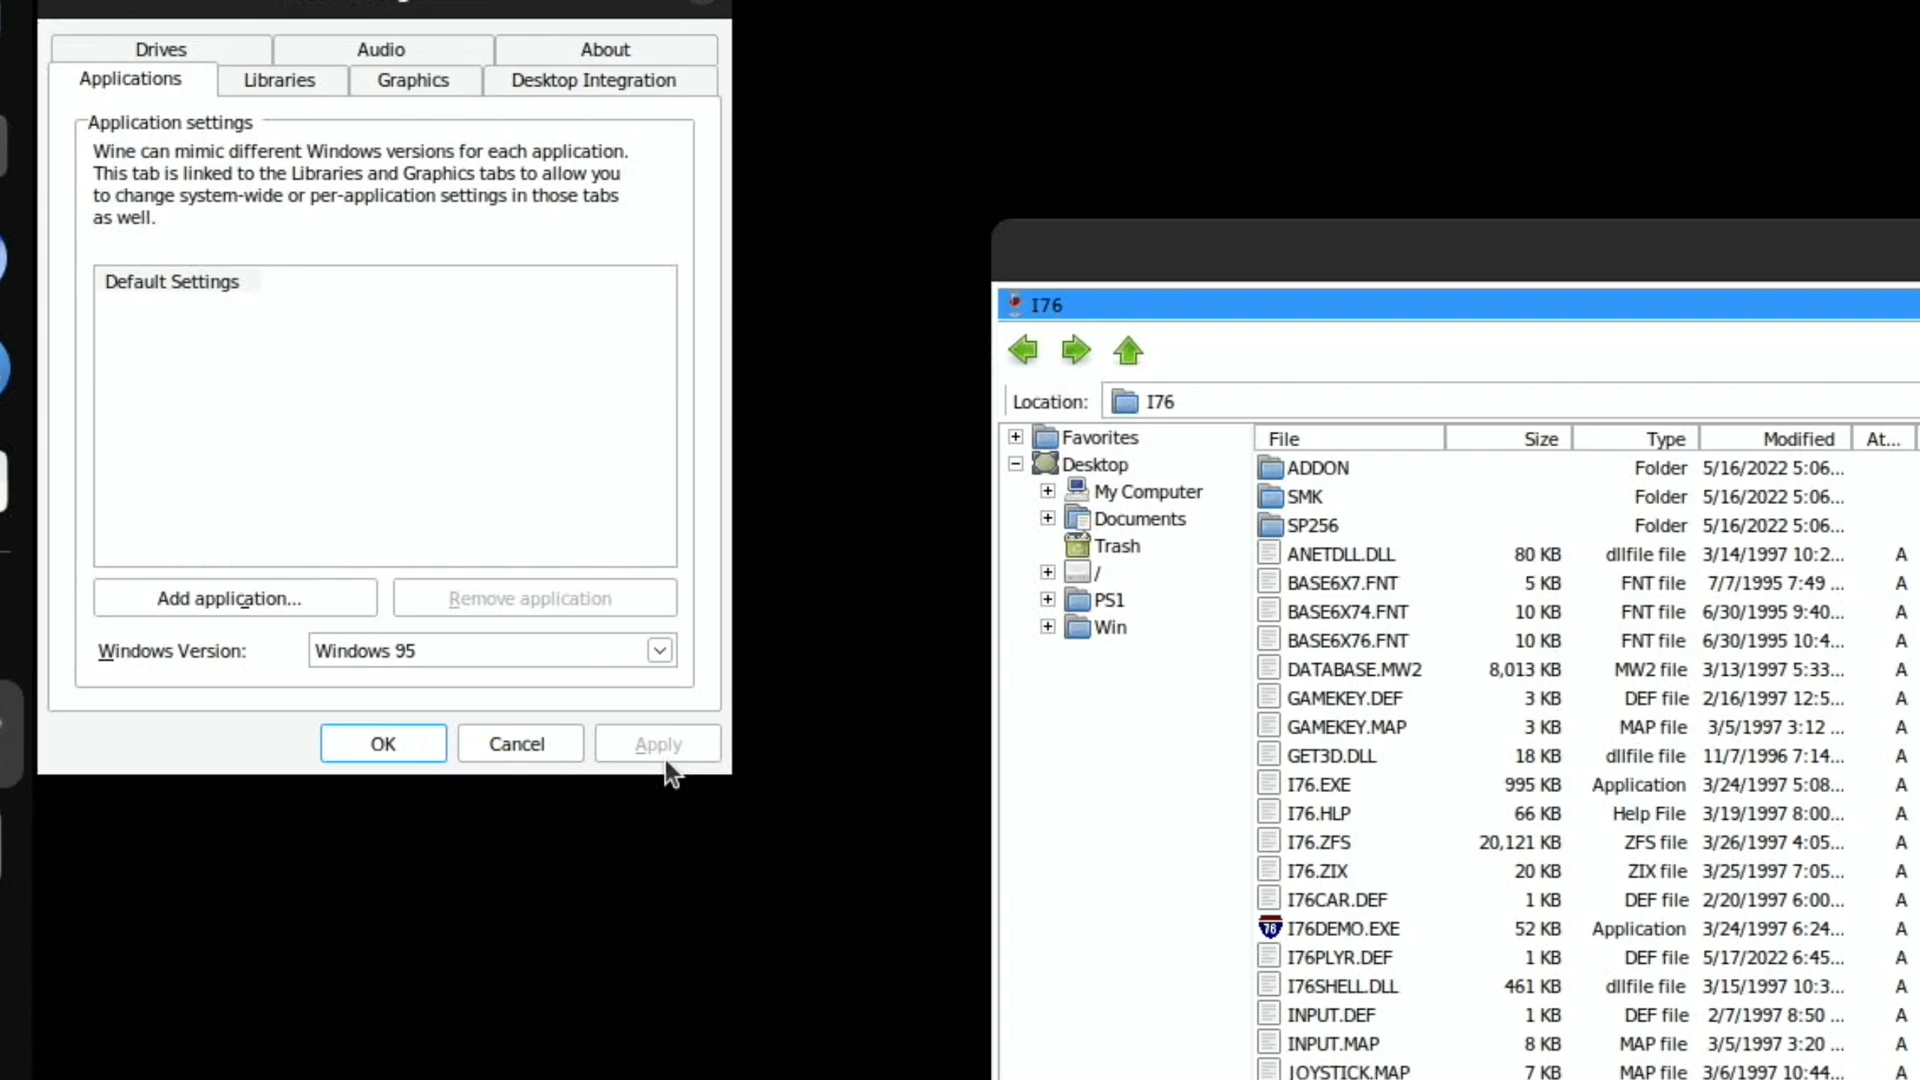 Drives
Audio
About
Applications
Libraries
Graphics
Desktop Integration
Application settings
Wine can mimic different Windows versions for each application.
This tab is linked to the Libraries and Graphics tabs to allow you
to change system-wide or per-application settings in those tabs
as well.
Default Settings
Add application...
Remove application
Windows Version:
Windows 95
OK
Cancel
Apply
I76
Location:
I76
Favorites
Desktop
My Computer
Documents
Trash
/
PS1
Win
File Size Type Modified At...
ADDON Folder 5/16/2022 5:06...
SMK Folder 5/16/2022 5:06...
SP256 Folder 5/16/2022 5:06...
ANETDLL.DLL 80 KB dllfile file 3/14/1997 10:2... A
BASE6X7.FNT 5 KB FNT file 7/7/1995 7:49 ... A
BASE6X74.FNT 10 KB FNT file 6/30/1995 9:40... A
BASE6X76.FNT 10 KB FNT file 6/30/1995 10:4... A
DATABASE.MW2 8,013 KB MW2 file 3/13/1997 5:33... A
GAMEKEY.DEF 3 KB DEF file 2/16/1997 12:5... A
GAMEKEY.MAP 3 KB MAP file 3/5/1997 3:12 ... A
GET3D.DLL 18 KB dllfile file 11/7/1996 7:14... A
I76.EXE 995 KB Application 3/24/1997 5:08... A
I76.HLP 66 KB Help File 3/19/1997 8:00... A
I76.ZFS 20,121 KB ZFS file 3/26/1997 4:05... A
I76.ZIX 20 KB ZIX file 3/25/1997 7:05... A
I76CAR.DEF 1 KB DEF file 2/20/1997 6:00... A
76 I76DEMO.EXE 52 KB Application 3/24/1997 6:24... A
I76PLYR.DEF 1 KB DEF file 5/17/2022 6:45... A
I76SHELL.DLL 461 KB dllfile file 3/15/1997 10:3... A
INPUT.DEF 1 KB DEF file 2/7/1997 8:50 ... A
INPUT.MAP 8 KB MAP file 3/5/1997 3:20 ... A
JOYSTICK.MAP 7 KB MAP file 3/6/1997 10:44... A